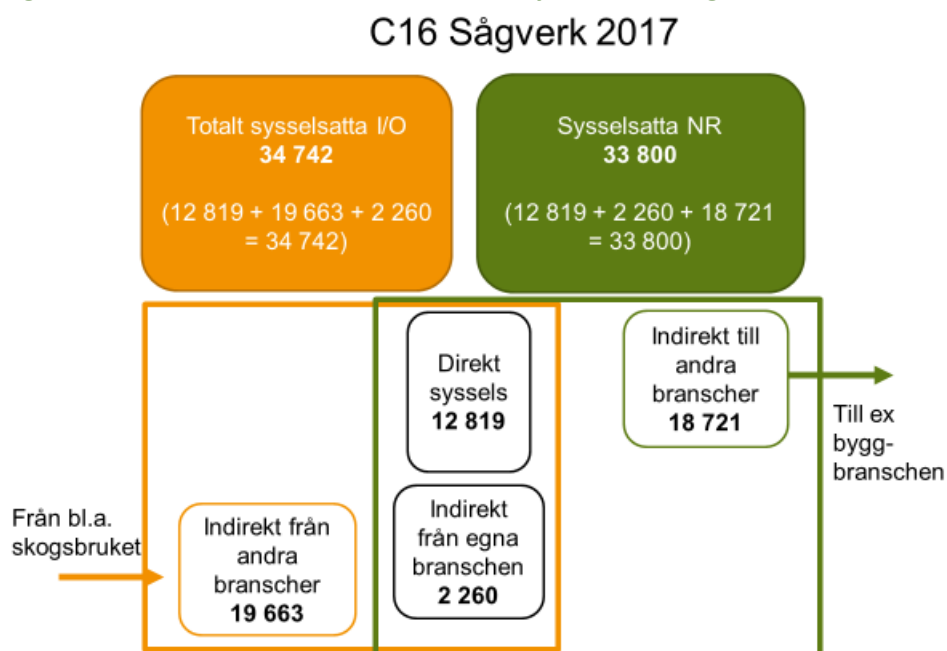 C16 Sågverk 2017
Totalt sysselsatta I/O
34 742
(12 819 + 19 663 + 2 260
= 34 742)
Sysselsatta NR
33 800
(12 819 + 2 260 + 18 721
= 33 800)
Direkt
syssels
12 819
Indirekt till
andra
branscher
18 721
Till ex
bygg-
branschen
Från bl.a.
skogsbruket
Indirekt från
andra
branscher
19 663
Indirekt
från egna
branschen
2 260